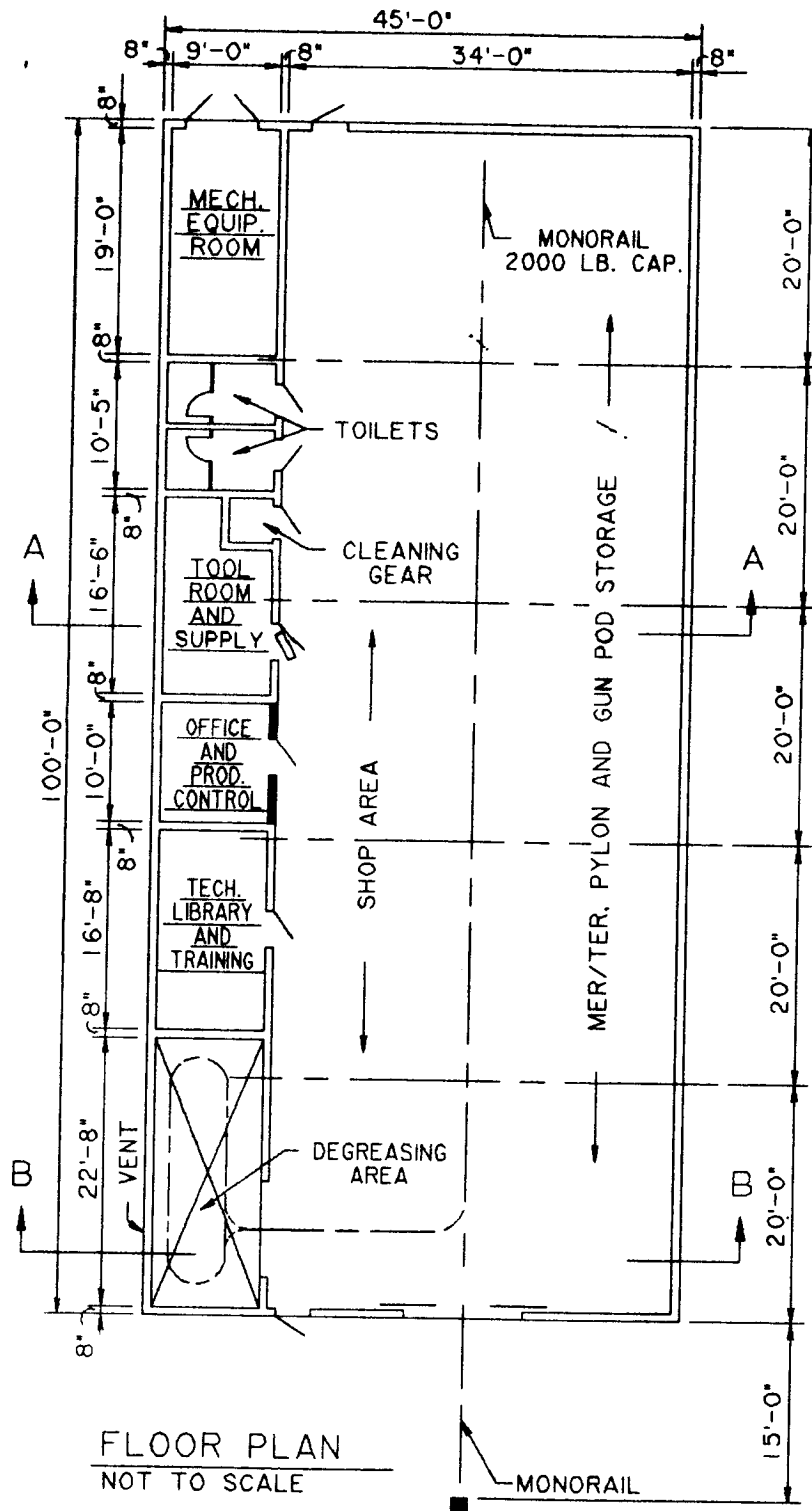 45'-0"
8" 9'-0" 8" 34'-0" 8"
8"
MECH.
EQUIP.
ROOM
19'-0"
MONORAIL
2000 LB. CAP.
20'-0"
8"
10'-5"
TOILETS
20'-0"
8"
CLEANING
GEAR
A
A
16'-6"
TOOL
ROOM
AND
SUPPLY
MER/TER, PYLON AND GUN POD STORAGE
8"
100'-0"
10'-0"
OFFICE
AND
PROD.
CONTROL
20'-0"
SHOP AREA
8"
16'-8"
TECH.
LIBRARY
AND
TRAINING
20'-0"
8"
VENT
22'-8"
DEGREASING
AREA
B
B
20'-0"
8"
15'-0"
FLOOR PLAN
NOT TO SCALE
MONORAIL